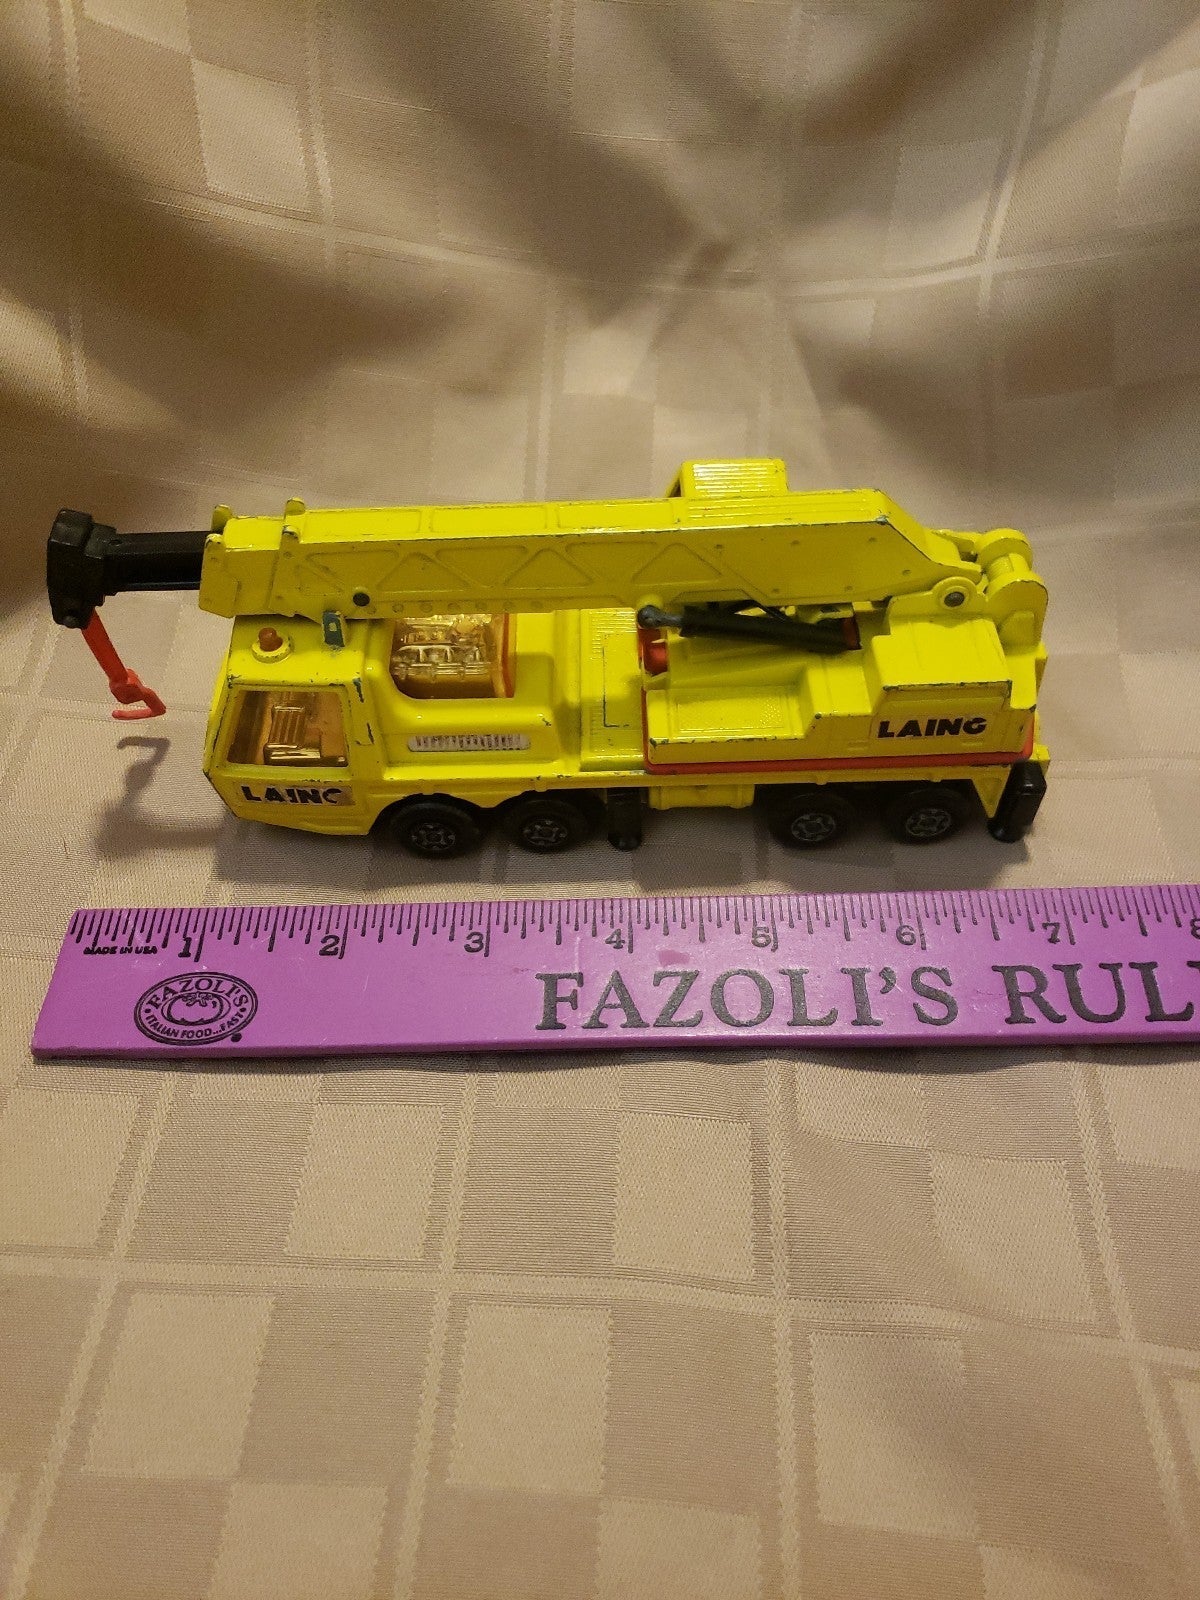 LAING
LAING
1 2 3 4 5 6 7 8
MADE IN USA
FAZOLI'S
ITALIAN FOOD...FAST
FAZOLI'S RUL